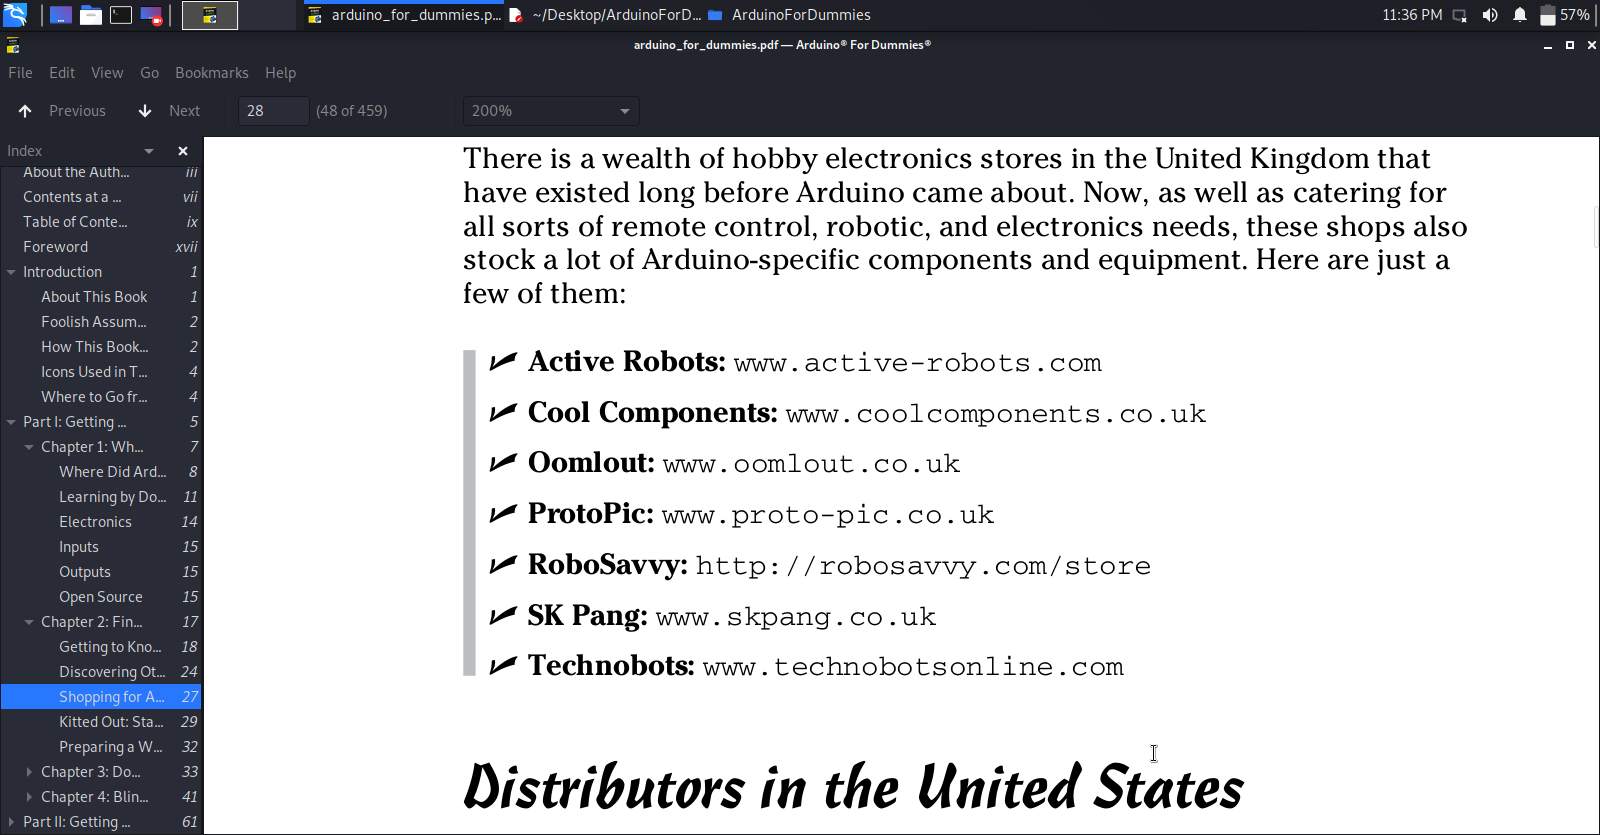 arduino_for_dummies.p...
~/Desktop/ArduinoForD...
ArduinoForDummies
11:36 PM
57%
arduino_for_dummies.pdf — Arduino® For Dummies®
File Edit View Go Bookmarks Help
Previous Next 28 (48 of 459) 200%
Index
About the Auth... iii
Contents at a ... vii
Table of Conte... ix
Foreword xvii
Introduction 1
About This Book 1
Foolish Assum... 2
How This Book... 2
Icons Used in T... 4
Where to Go fr... 4
Part I: Getting ... 5
Chapter 1: Wh... 7
Where Did Ard... 8
Learning by Do... 11
Electronics 14
Inputs 15
Outputs 15
Open Source 15
Chapter 2: Fin... 17
Getting to Kno... 18
Discovering Ot... 24
Shopping for A... 27
Kitted Out: Sta... 29
Preparing a W... 32
Chapter 3: Do... 33
Chapter 4: Blin... 41
Part II: Getting ... 61
There is a wealth of hobby electronics stores in the United Kingdom that
have existed long before Arduino came about. Now, as well as catering for
all sorts of remote control, robotic, and electronics needs, these shops also
stock a lot of Arduino-specific components and equipment. Here are just a
few of them:
✓ Active Robots: www.active-robots.com
✓ Cool Components: www.coolcomponents.co.uk
✓ Oomlout: www.oomlout.co.uk
✓ ProtoPic: www.proto-pic.co.uk
✓ RoboSavvy: http://robosavvy.com/store
✓ SK Pang: www.skpang.co.uk
✓ Technobots: www.technobotsonline.com
Distributors in the United States